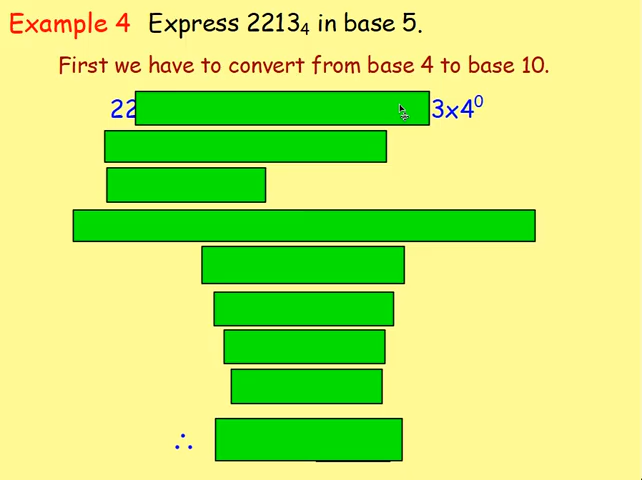 Example 4 Express 2213₄ in base 5.
First we have to convert from base 4 to base 10.
22 3x4⁰
∴